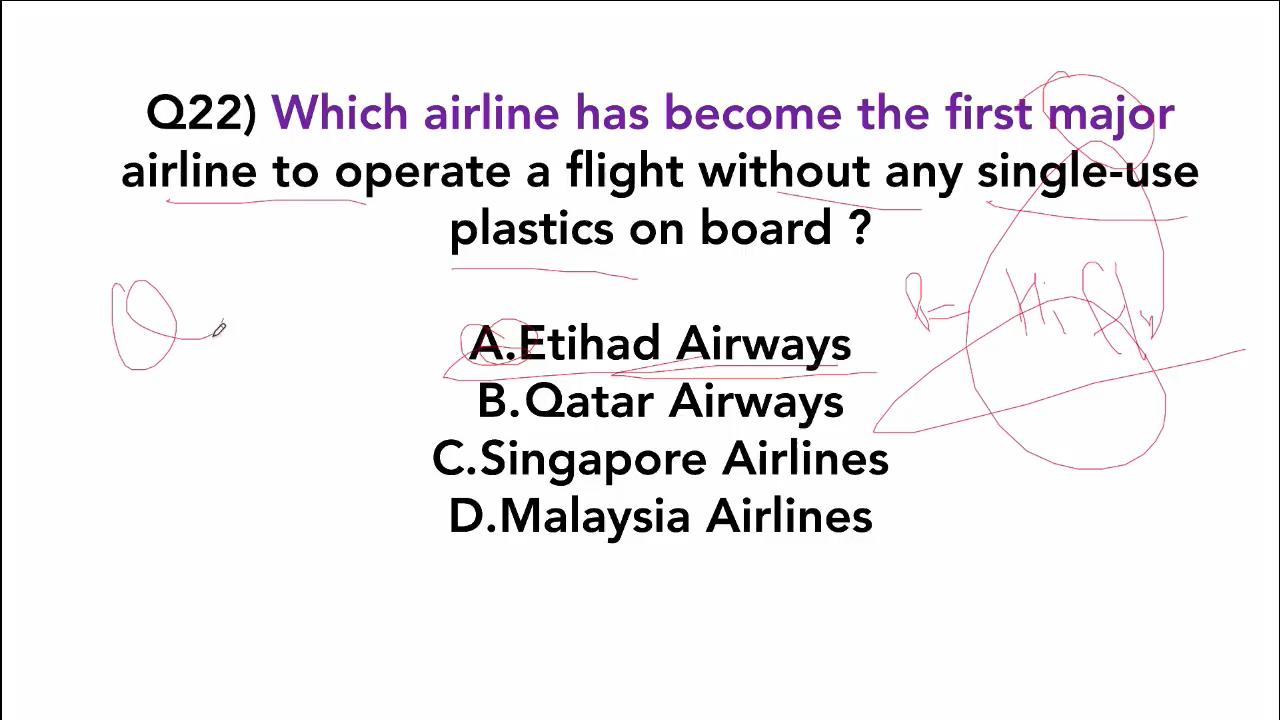 Q22) Which airline has become the first major
airline to operate a flight without any single-use
plastics on board ?
A.Etihad Airways
B.Qatar Airways
C.Singapore Airlines
D.Malaysia Airlines